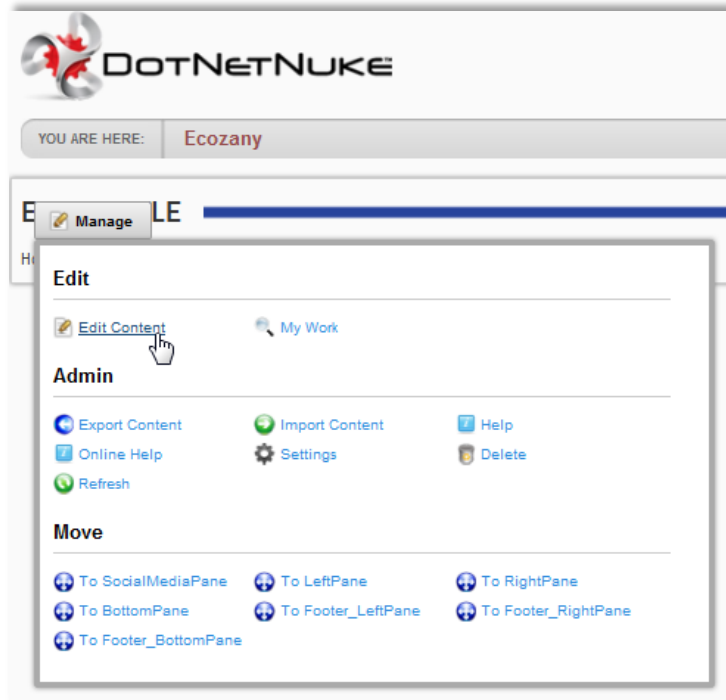 DOTNETNUKE
YOU ARE HERE: Ecozany
E Manage LE
Edit
Edit Content My Work
Admin
Export Content Import Content Help
Online Help Settings Delete
Refresh
Move
To SocialMediaPane To LeftPane To RightPane
To BottomPane To Footer_LeftPane To Footer_RightPane
To Footer_BottomPane